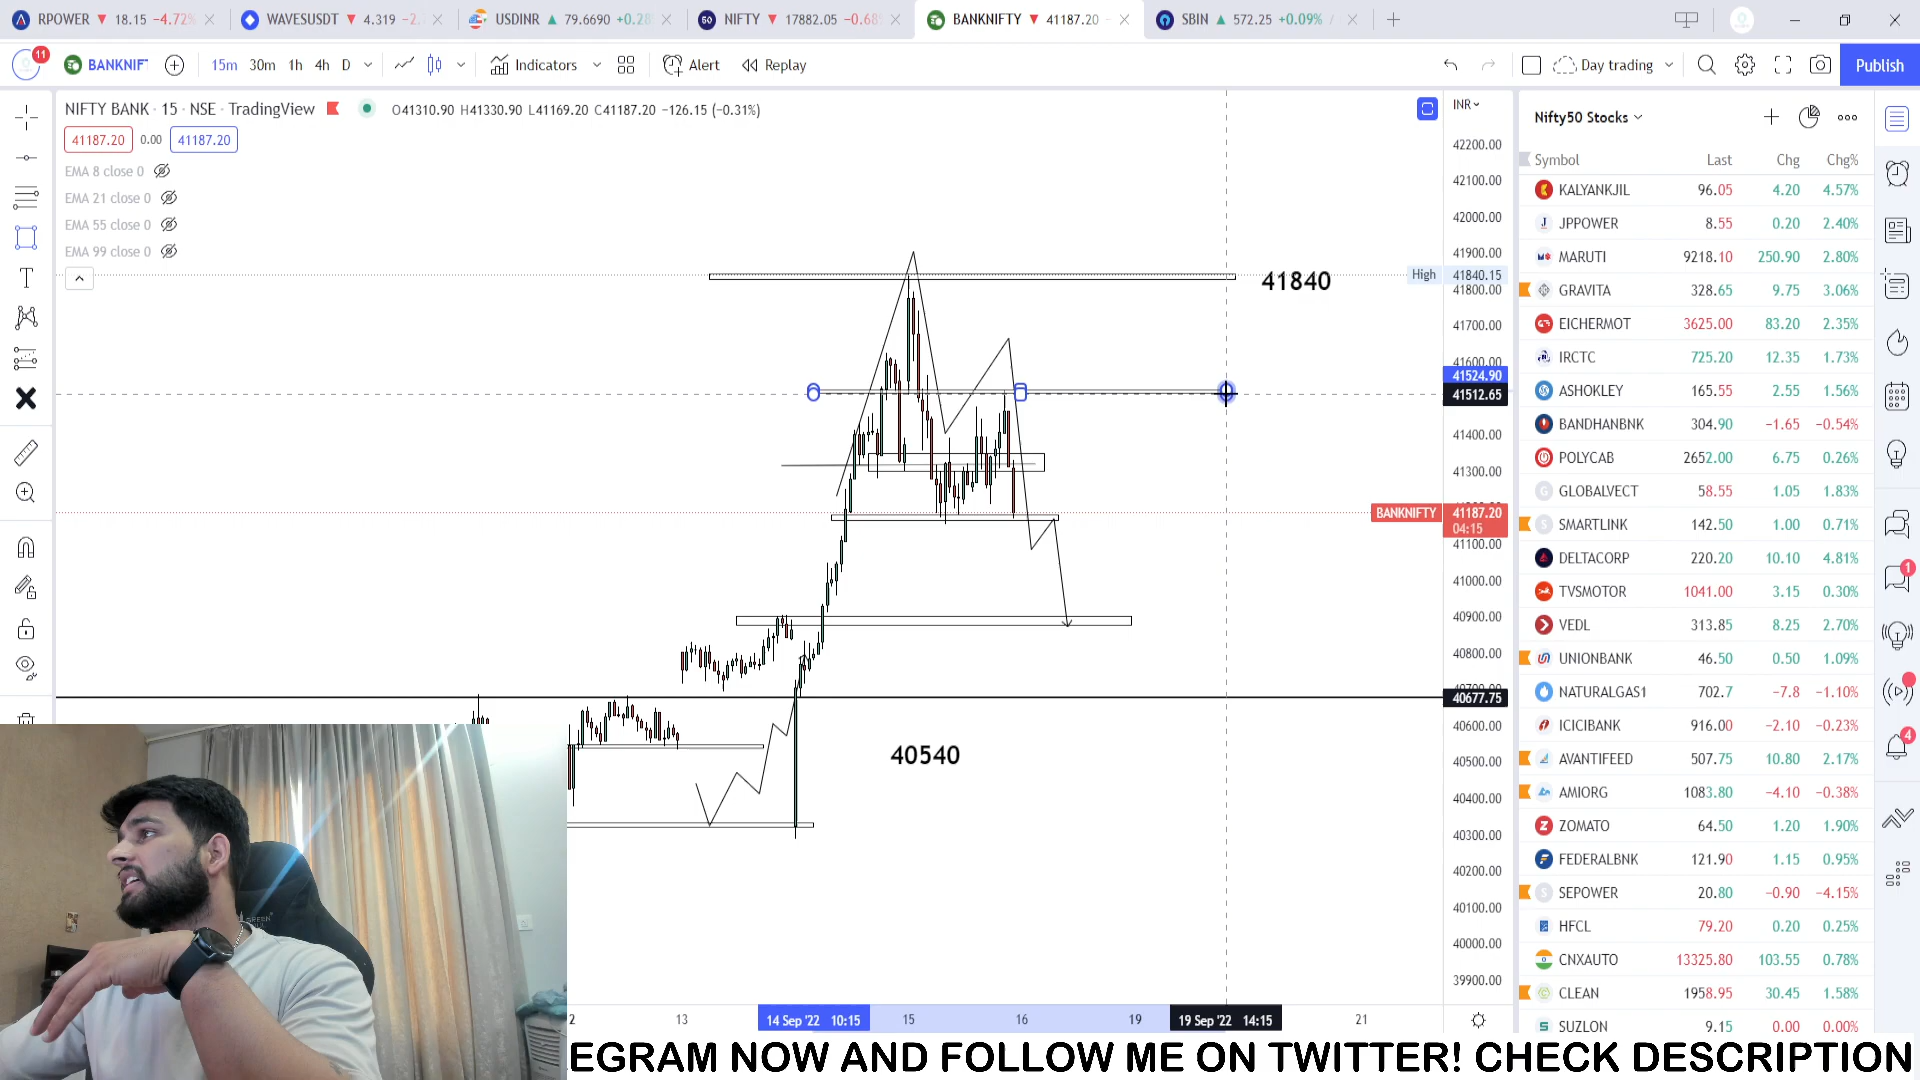 RPOWER ▼ 18.15 −4.72%
WAVESUSDT ▼ 4.319
USDINR ▲ 79.6690
NIFTY ▼ 17882.05
BANKNIFTY ▼ 41187.20
SBIN ▲ 572.25 +0.09%
11
BANKNIF
15m 30m 1h 4h D
Indicators
Alert
Replay
Day trading
Publish
NIFTY BANK · 15 · NSE · TradingView
O41310.90 H41330.90 L41169.20 C41187.20 −126.15 (−0.31%)
41187.20 0.00 41187.20
EMA 8 close 0
EMA 21 close 0
EMA 55 close 0
EMA 99 close 0
41840
40540
INR
42200.00
42100.00
42000.00
41900.00
High 41840.15
41800.00
41700.00
41600.00
41524.90
41512.65
41400.00
41300.00
BANKNIFTY 41187.20
04:15
41100.00
41000.00
40900.00
40800.00
40677.75
40600.00
40500.00
40400.00
40300.00
40200.00
40100.00
40000.00
39900.00
2 13 14 Sep '22 10:15 15 16 19 19 Sep '22 14:15 21
Nifty50 Stocks
Symbol Last Chg Chg%
KALYANKJIL 96.05 4.20 4.57%
JPPOWER 8.55 0.20 2.40%
MARUTI 9218.10 250.90 2.80%
GRAVITA 328.65 9.75 3.06%
EICHERMOT 3625.00 83.20 2.35%
IRCTC 725.20 12.35 1.73%
ASHOKLEY 165.55 2.55 1.56%
BANDHANBNK 304.90 −1.65 −0.54%
POLYCAB 2652.00 6.75 0.26%
GLOBALVECT 58.55 1.05 1.83%
SMARTLINK 142.50 1.00 0.71%
DELTACORP 220.20 10.10 4.81%
TVSMOTOR 1041.00 3.15 0.30%
VEDL 313.85 8.25 2.70%
UNIONBANK 46.50 0.50 1.09%
NATURALGAS1 702.7 −7.8 −1.10%
ICICIBANK 916.00 −2.10 −0.23%
AVANTIFEED 507.75 10.80 2.17%
AMIORG 1083.80 −4.10 −0.38%
ZOMATO 64.50 1.20 1.90%
FEDERALBNK 121.90 1.15 0.95%
SEPOWER 20.80 −0.90 −4.15%
HFCL 79.20 0.20 0.25%
CNXAUTO 13325.80 103.55 0.78%
CLEAN 1958.95 30.45 1.58%
SUZLON 9.15 0.00 0.00%
1
4
EGRAM NOW AND FOLLOW ME ON TWITTER! CHECK DESCRIPTION